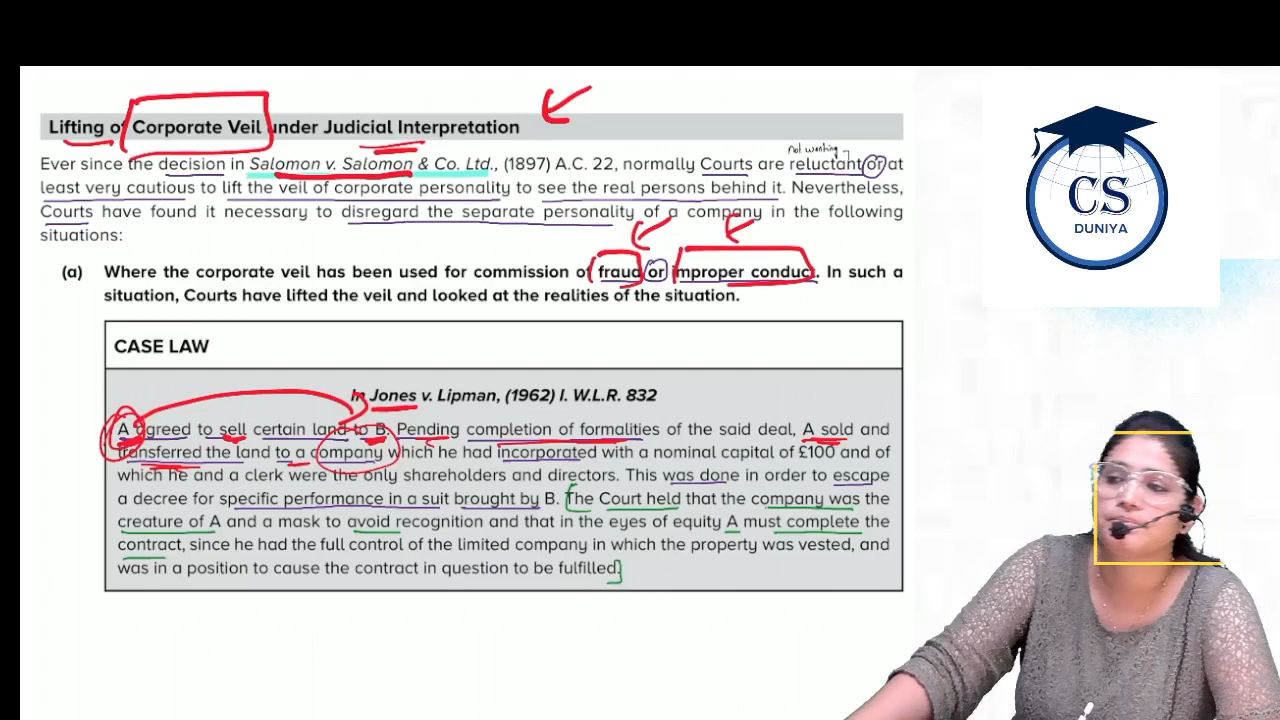 Lifting of Corporate Veil under Judicial Interpretation
not wanting
Ever since the decision in Salomon v. Salomon & Co. Ltd., (1897) A.C. 22, normally Courts are reluctant or at
least very cautious to lift the veil of corporate personality to see the real persons behind it. Nevertheless,
Courts have found it necessary to disregard the separate personality of a company in the following
situations:
(a) Where the corporate veil has been used for commission of fraud or improper conduct. In such a
situation, Courts have lifted the veil and looked at the realities of the situation.
CASE LAW
In Jones v. Lipman, (1962) I. W.L.R. 832
A agreed to sell certain land to B. Pending completion of formalities of the said deal, A sold and
transferred the land to a company which he had incorporated with a nominal capital of £100 and of
which he and a clerk were the only shareholders and directors. This was done in order to escape
a decree for specific performance in a suit brought by B. The Court held that the company was the
creature of A and a mask to avoid recognition and that in the eyes of equity A must complete the
contract, since he had the full control of the limited company in which the property was vested, and
was in a position to cause the contract in question to be fulfilled.
CS
DUNIYA